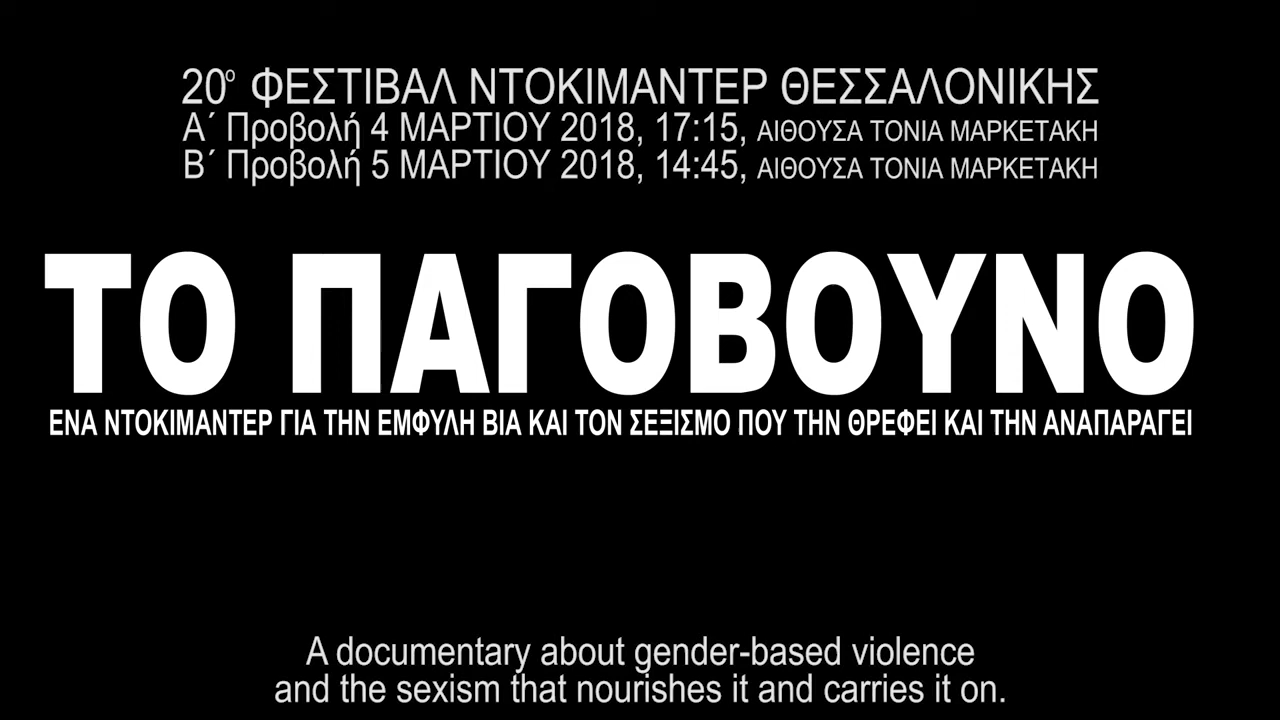 20ο ΦΕΣΤΙΒΑΛ ΝΤΟΚΙΜΑΝΤΕΡ ΘΕΣΣΑΛΟΝΙΚΗΣ
Α΄ Προβολή 4 ΜΑΡΤΙΟΥ 2018, 17:15, ΑΙΘΟΥΣΑ ΤΟΝΙΑ ΜΑΡΚΕΤΑΚΗ
Β΄ Προβολή 5 ΜΑΡΤΙΟΥ 2018, 14:45, ΑΙΘΟΥΣΑ ΤΟΝΙΑ ΜΑΡΚΕΤΑΚΗ
ΤΟ ΠΑΓΟΒΟΥΝΟ
ΕΝΑ ΝΤΟΚΙΜΑΝΤΕΡ ΓΙΑ ΤΗΝ ΕΜΦΥΛΗ ΒΙΑ ΚΑΙ ΤΟΝ ΣΕΞΙΣΜΟ ΠΟΥ ΤΗΝ ΘΡΕΦΕΙ ΚΑΙ ΤΗΝ ΑΝΑΠΑΡΑΓΕΙ
A documentary about gender-based violence
and the sexism that nourishes it and carries it on.